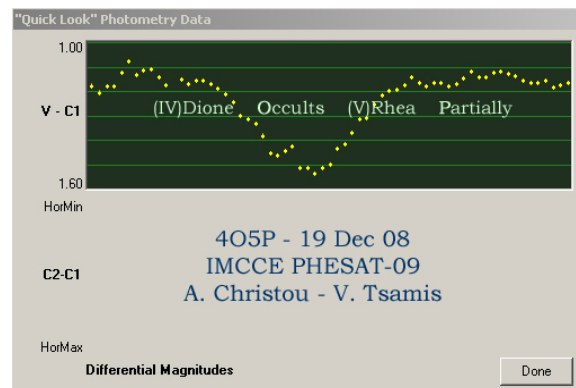 "Quick Look" Photometry Data
1.00
V - C1
(IV)Dione Occults (V)Rhea Partially
1.60
HorMin
4O5P - 19 Dec 08
C2-C1
IMCCE PHESAT-09
A. Christou - V. Tsamis
HorMax
Differential Magnitudes
Done